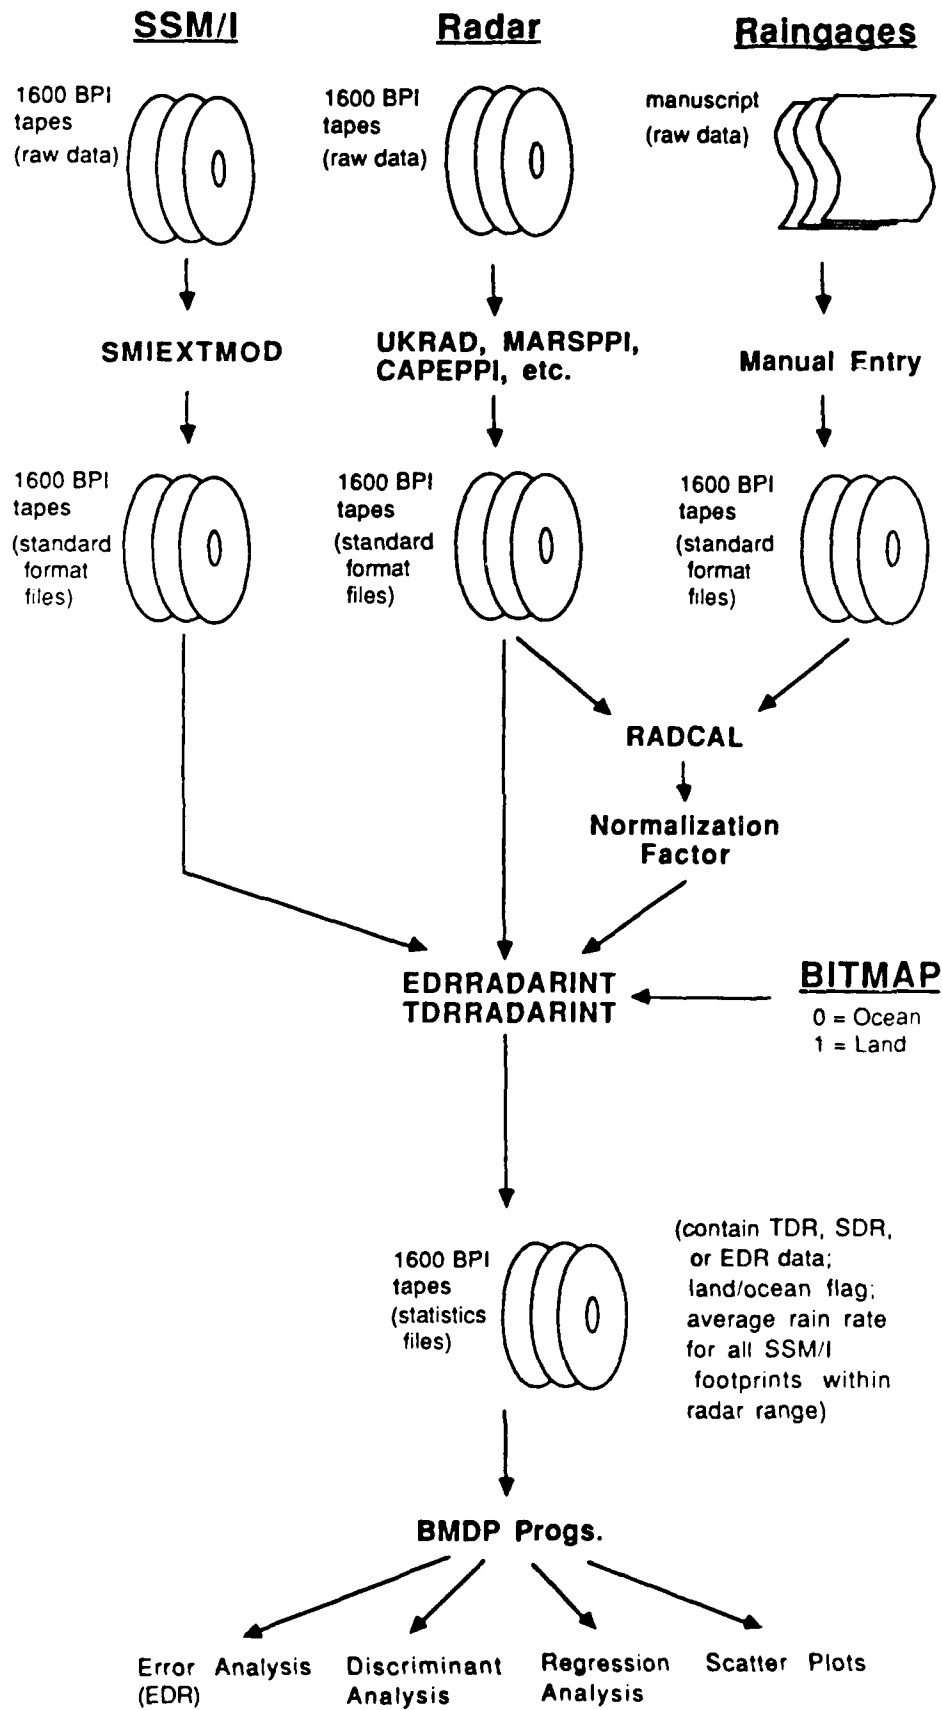 SSM/I
Radar
Raingages
1600 BPI
tapes
(raw data)
1600 BPI
tapes
(raw data)
manuscript
(raw data)
SMIEXTMOD
UKRAD, MARSPPI,
CAPEPPI, etc.
Manual Entry
1600 BPI
tapes
(standard
format
files)
1600 BPI
tapes
(standard
format
files)
1600 BPI
tapes
(standard
format
files)
RADCAL
Normalization
Factor
EDRRADARINT
TDRRADARINT
BITMAP
0 = Ocean
1 = Land
1600 BPI
tapes
(statistics
files)
(contain TDR, SDR,
or EDR data;
land/ocean flag;
average rain rate
for all SSM/I
footprints within
radar range)
BMDP Progs.
Error Analysis
(EDR)
Discriminant
Analysis
Regression
Analysis
Scatter Plots